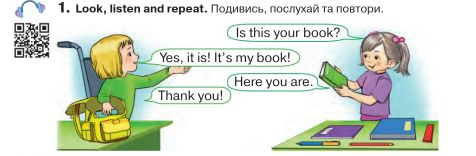 1. Look, listen and repeat. Подивись, послухай та повтори.
Is this your book?
Yes, it is! It's my book!
Here you are.
Thank you!